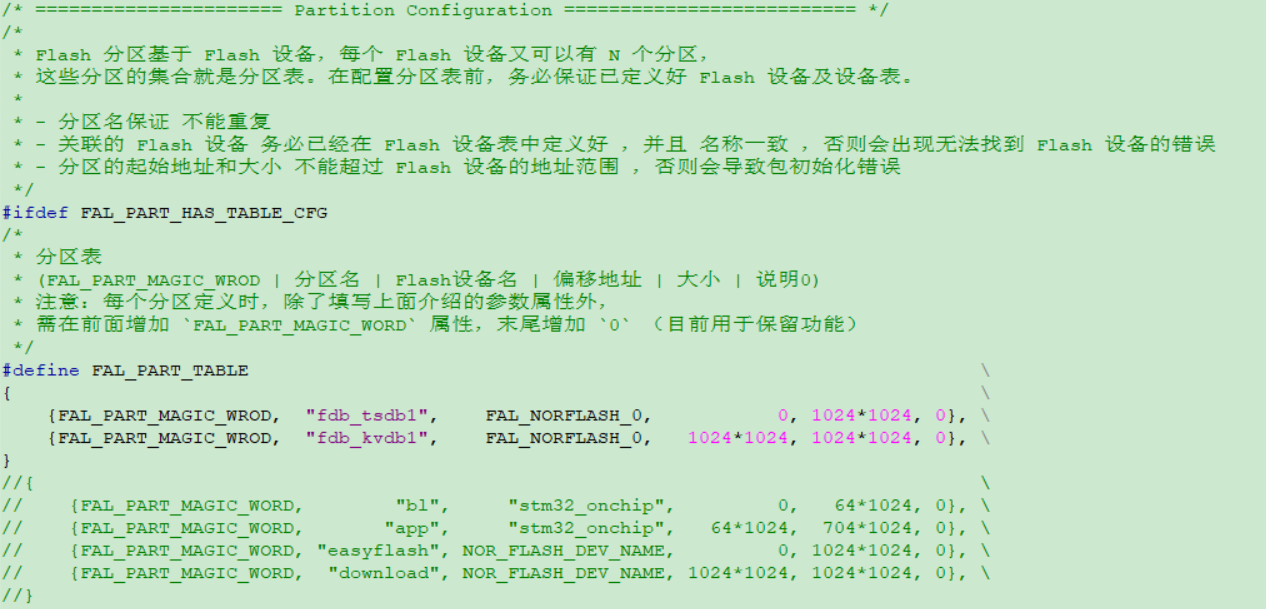 /* ====================== Partition Configuration ========================== */
/*
 * Flash 分区基于 Flash 设备，每个 Flash 设备又可以有 N 个分区，
 * 这些分区的集合就是分区表。在配置分区表前，务必保证已定义好 Flash 设备及设备表。
 *
 * - 分区名保证 不能重复
 * - 关联的 Flash 设备 务必已经在 Flash 设备表中定义好 ，并且 名称一致 ，否则会出现无法找到 Flash 设备的错误
 * - 分区的起始地址和大小 不能超过 Flash 设备的地址范围 ，否则会导致包初始化错误
 */
#ifdef FAL_PART_HAS_TABLE_CFG
/*
 * 分区表
 * (FAL_PART_MAGIC_WROD | 分区名 | Flash设备名 | 偏移地址 | 大小 | 说明0)
 * 注意：每个分区定义时，除了填写上面介绍的参数属性外，
 * 需在前面增加 `FAL_PART_MAGIC_WORD` 属性，末尾增加 `0` （目前用于保留功能）
 */
#define FAL_PART_TABLE                                                                 \
{                                                                                      \
    {FAL_PART_MAGIC_WROD,  "fdb_tsdb1",    FAL_NORFLASH_0,           0, 1024*1024, 0}, \
    {FAL_PART_MAGIC_WROD,  "fdb_kvdb1",    FAL_NORFLASH_0,   1024*1024, 1024*1024, 0}, \
}
//{                                                                                    \
//    {FAL_PART_MAGIC_WORD,        "bl",     "stm32_onchip",         0,   64*1024, 0}, \
//    {FAL_PART_MAGIC_WORD,       "app",     "stm32_onchip",   64*1024,  704*1024, 0}, \
//    {FAL_PART_MAGIC_WORD, "easyflash", NOR_FLASH_DEV_NAME,         0, 1024*1024, 0}, \
//    {FAL_PART_MAGIC_WORD,  "download", NOR_FLASH_DEV_NAME, 1024*1024, 1024*1024, 0}, \
//}